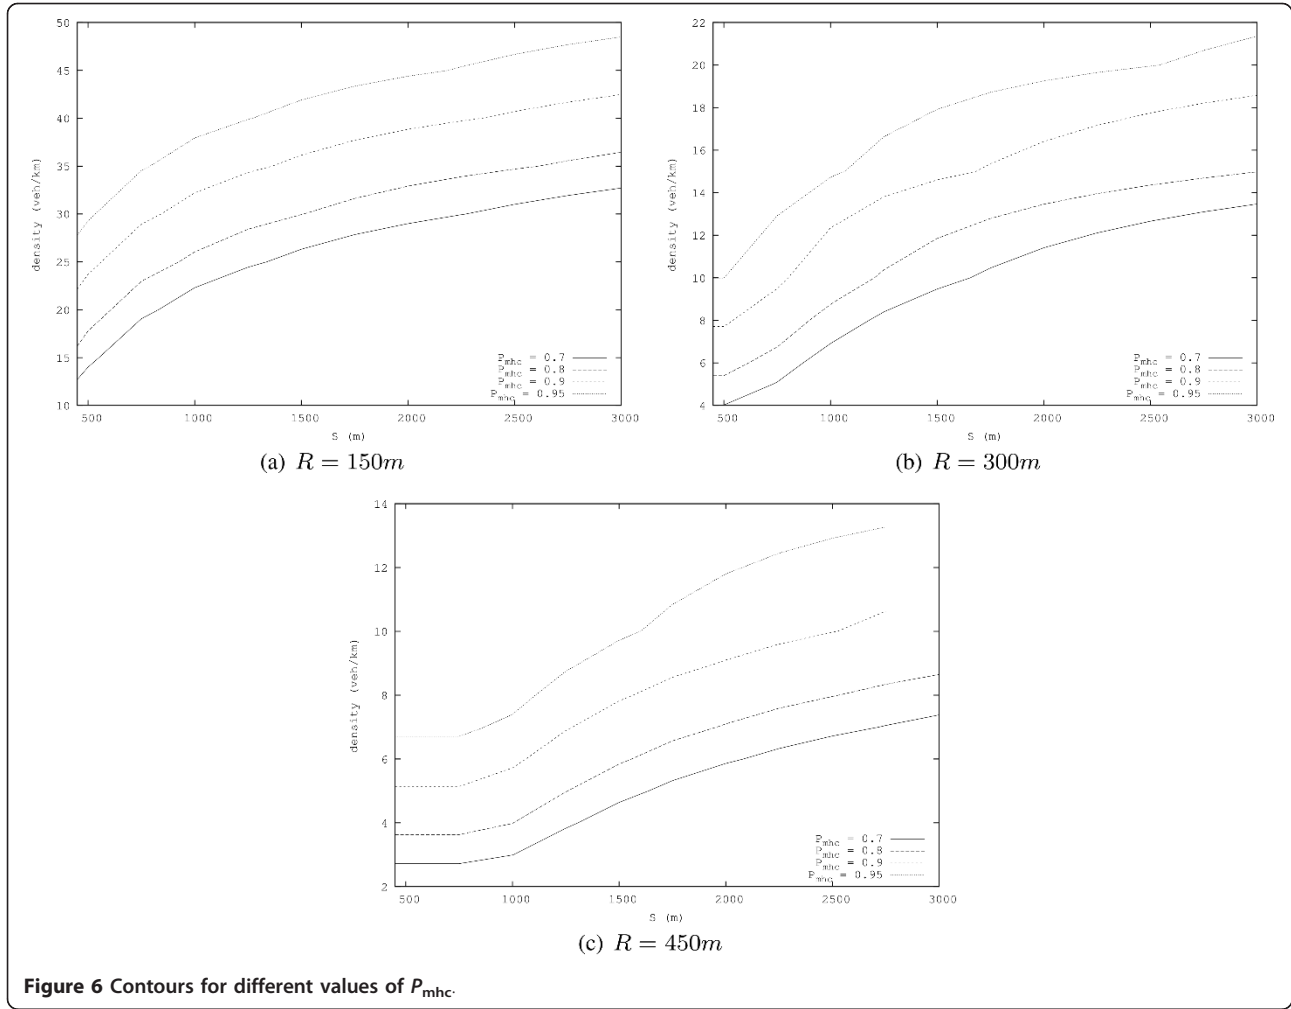 50
45
40
35
30
25
20
15
10
density (veh/km)
500 1000 1500 2000 2500 3000
S (m)
P_mhc = 0.7
P_mhc = 0.8
P_mhc = 0.9
P_mhc = 0.95
(a) R = 150m
22
20
18
16
14
12
10
8
6
4
density (veh/km)
500 1000 1500 2000 2500 3000
S (m)
P_mhc = 0.7
P_mhc = 0.8
P_mhc = 0.9
P_mhc = 0.95
(b) R = 300m
14
12
10
8
6
4
2
density (veh/km)
500 1000 1500 2000 2500 3000
S (m)
P_mhc = 0.7
P_mhc = 0.8
P_mhc = 0.9
P_mhc = 0.95
(c) R = 450m
Figure 6 Contours for different values of P_mhc.